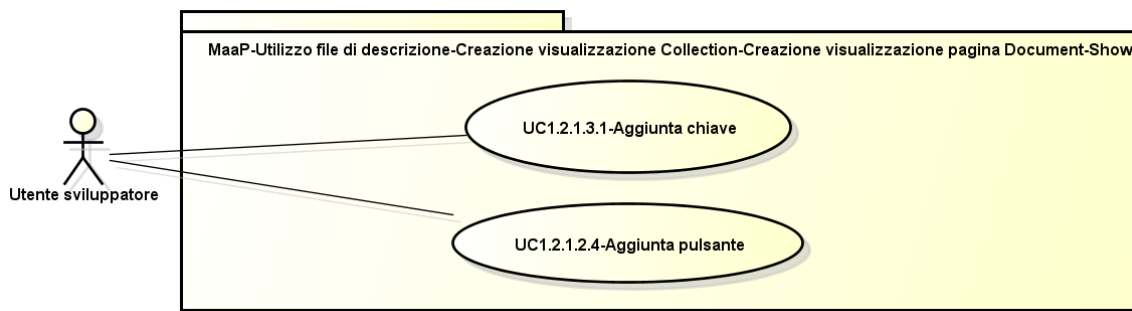 MaaP-Utilizzo file di descrizione-Creazione visualizzazione Collection-Creazione visualizzazione pagina Document-Show
UC1.2.1.3.1-Aggiunta chiave
Utente sviluppatore
UC1.2.1.2.4-Aggiunta pulsante